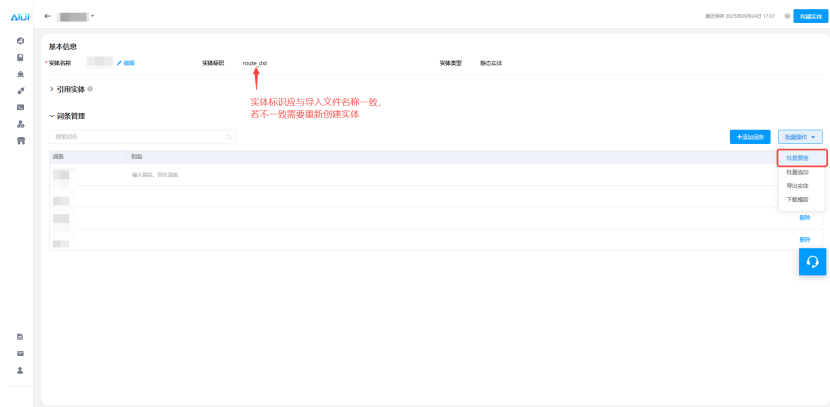 AIUI
最近保存 2025年06月24日 17:07
构建实体
基本信息
* 实体名称 编辑 实体标识 route_dst 实体类型 静态实体
引用实体
实体标识应与导入文件名称一致,
若不一致需要重新创建实体
词条管理
搜索词条
+添加词条 批量操作
词条 别名
批量覆盖
输入别名, 回车添加
批量追加
导出实体
下载模版
删除
删除